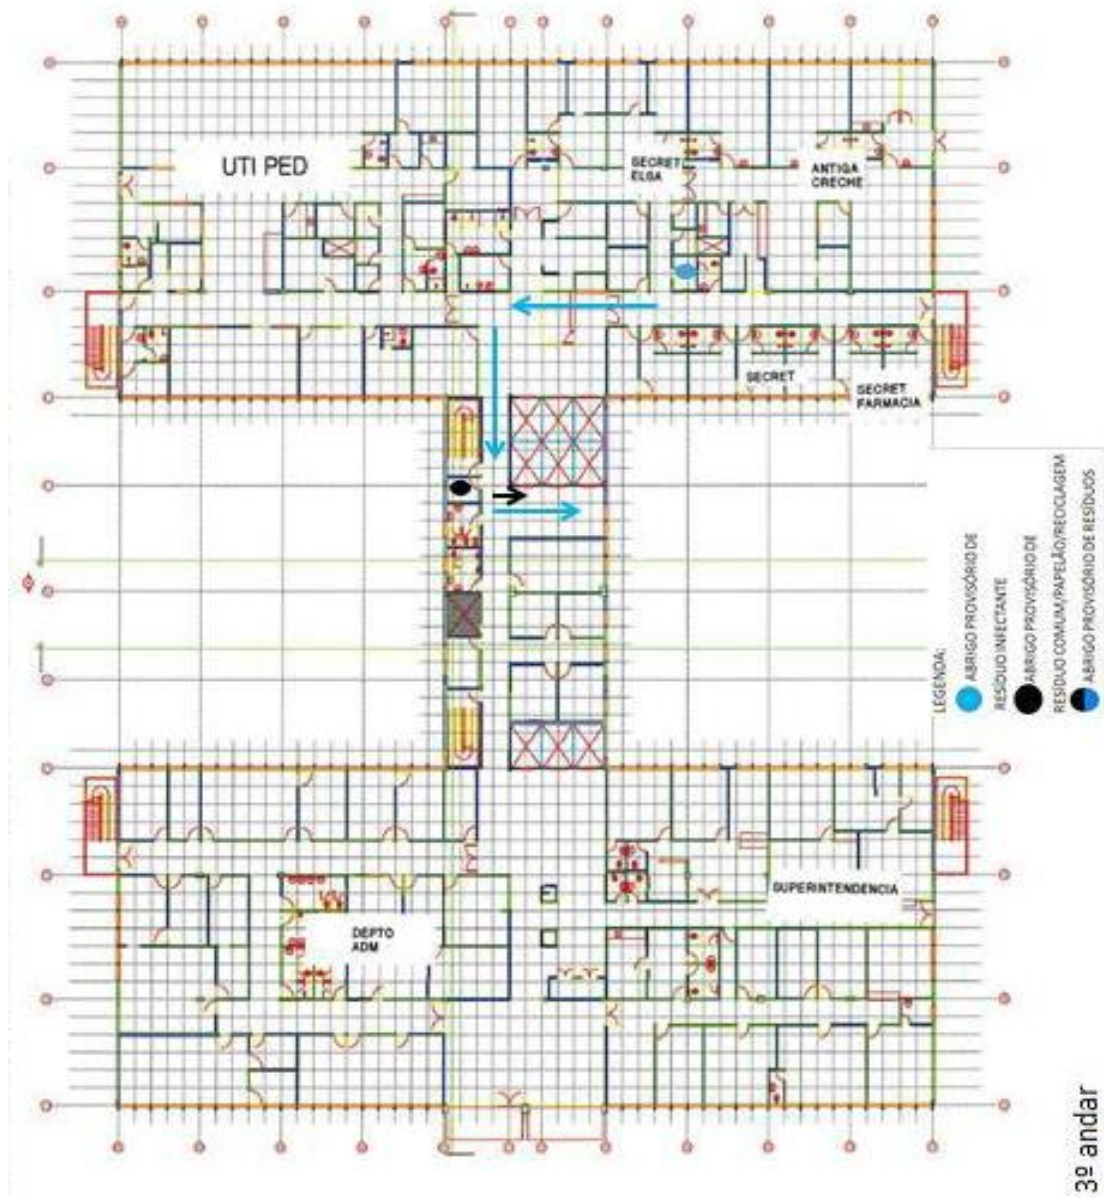 UTI PED
SECRET
ELSA
ANTIGA
CRECHE
SECRET
SECRET
FARMACIA
DEPTO
ADM
SUPERINTENDENCIA
LEGENDA:
ABRIGO PROVISÓRIO DE
RESÍDUO INFECTANTE
ABRIGO PROVISÓRIO DE
RESÍDUO COMUM/PAPELÃO/RECICLAGEM
ABRIGO PROVISÓRIO DE RESÍDUOS
3º andar